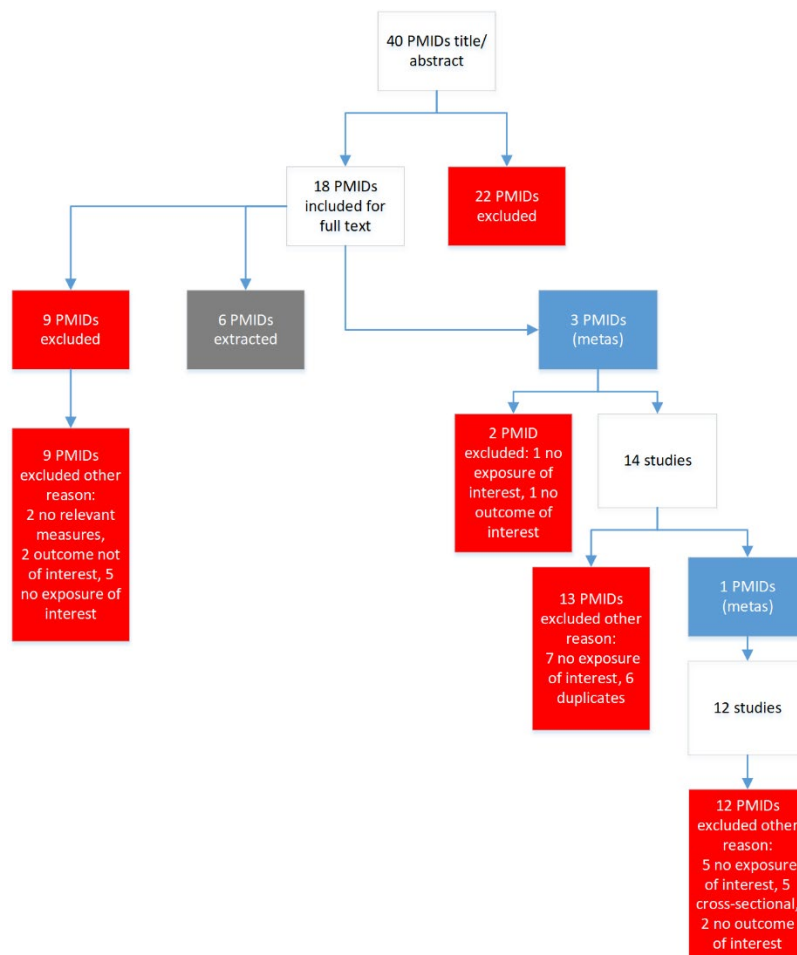 40 PMIDs title/
abstract
18 PMIDs
included for
full text
22 PMIDs
excluded
9 PMIDs
excluded
6 PMIDs
extracted
3 PMIDs
(metas)
9 PMIDs
excluded other
reason:
2 no relevant
measures,
2 outcome not
of interest, 5
no exposure of
interest
2 PMID
excluded: 1 no
exposure of
interest, 1 no
outcome of
interest
14 studies
13 PMIDs
excluded other
reason:
7 no exposure
of interest, 6
duplicates
1 PMIDs
(metas)
12 studies
12 PMIDs
excluded other
reason:
5 no exposure
of interest, 5
cross-sectional,
2 no outcome
of interest